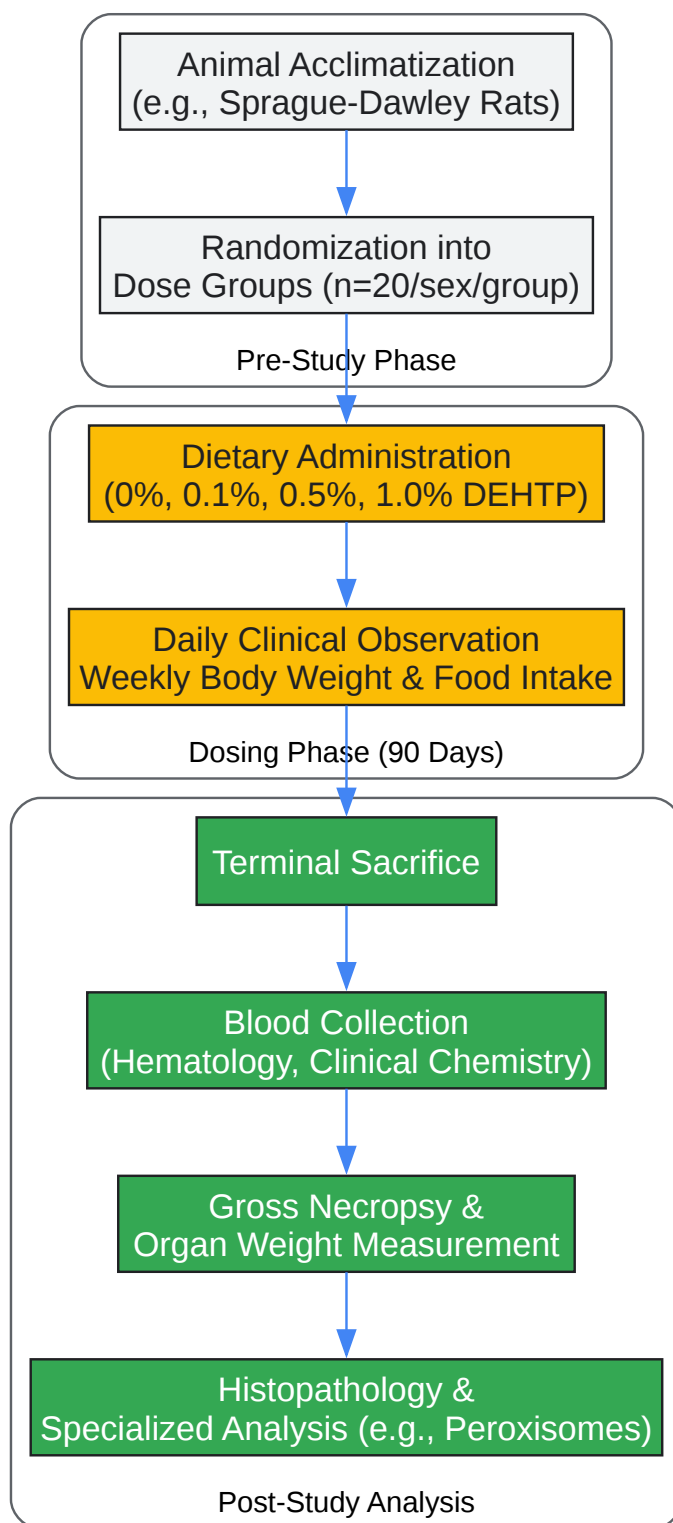 Animal Acclimatization
(e.g., Sprague-Dawley Rats)
Randomization into
Dose Groups (n=20/sex/group)
Pre-Study Phase
Dietary Administration
(0%, 0.1%, 0.5%, 1.0% DEHTP)
Daily Clinical Observation
Weekly Body Weight & Food Intake
Dosing Phase (90 Days)
Terminal Sacrifice
Blood Collection
(Hematology, Clinical Chemistry)
Gross Necropsy &
Organ Weight Measurement
Histopathology &
Specialized Analysis (e.g., Peroxisomes)
Post-Study Analysis